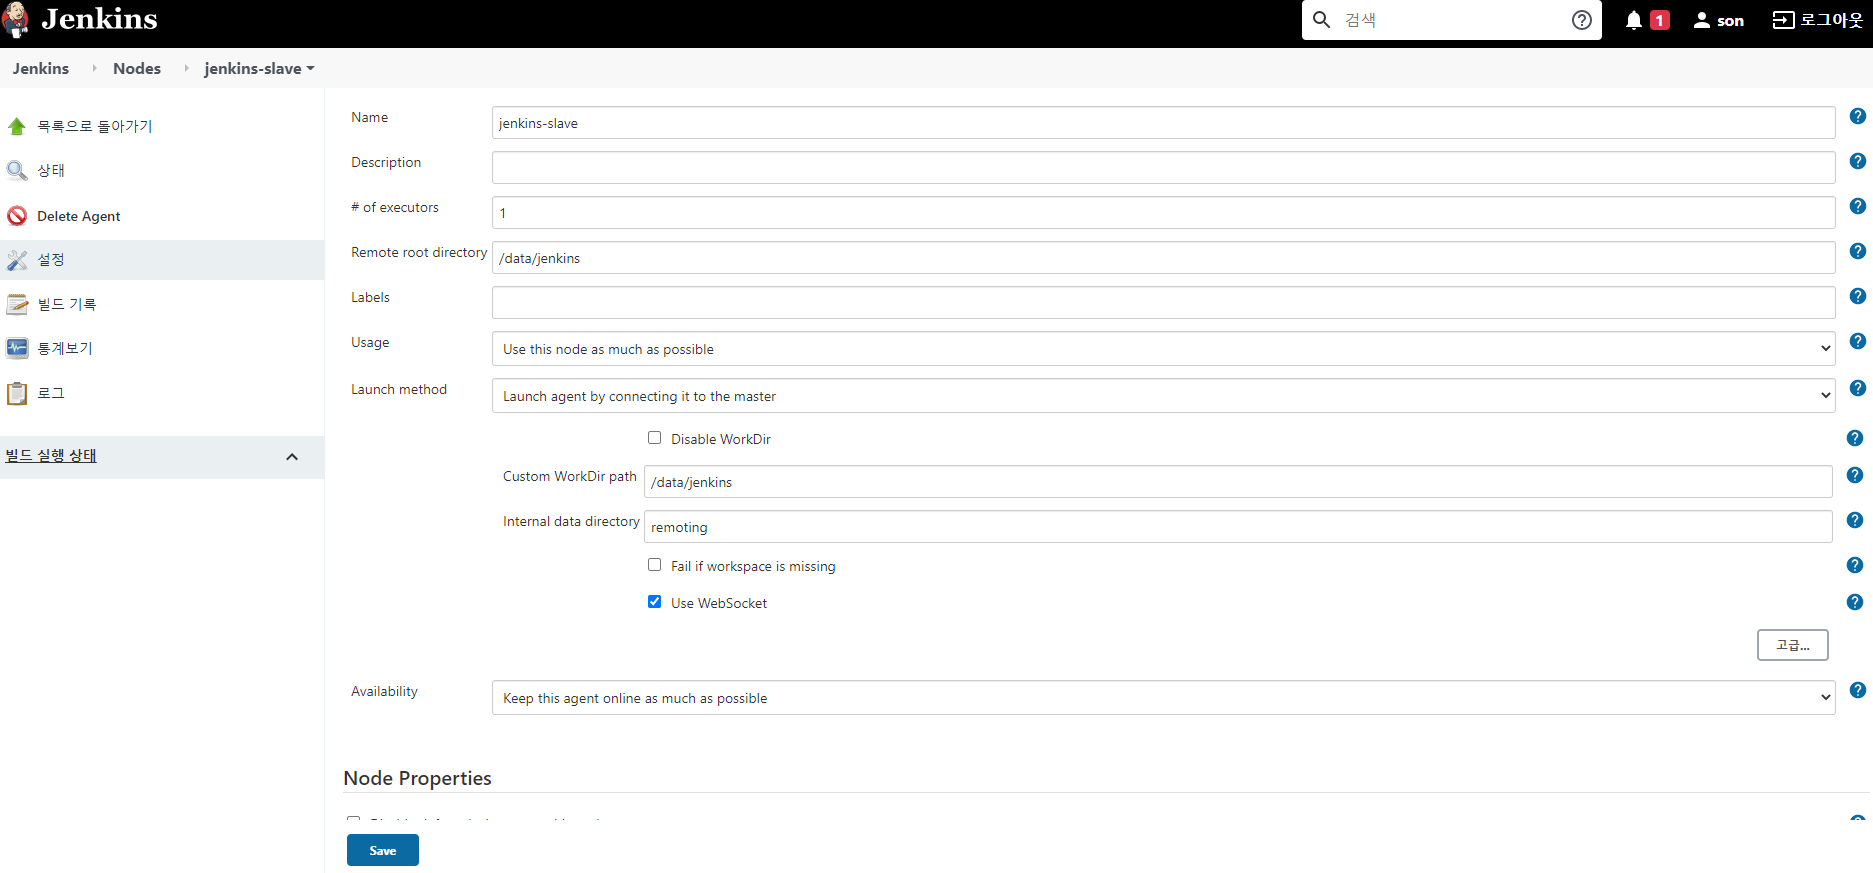 Jenkins
검색
1
son
로그아웃
Jenkins
Nodes
jenkins-slave
목록으로 돌아가기
상태
Delete Agent
설정
빌드 기록
통계보기
로그
빌드 실행 상태
Name
jenkins-slave
Description
# of executors
1
Remote root directory
/data/jenkins
Labels
Usage
Use this node as much as possible
Launch method
Launch agent by connecting it to the master
Disable WorkDir
Custom WorkDir path
/data/jenkins
Internal data directory
remoting
Fail if workspace is missing
Use WebSocket
고급...
Availability
Keep this agent online as much as possible
Node Properties
Save